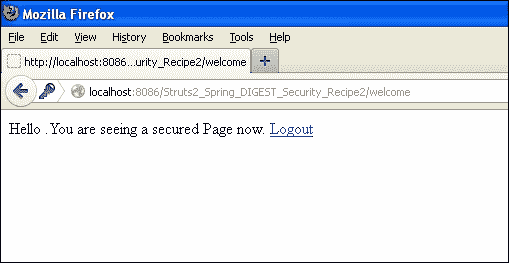 Mozilla Firefox
File Edit View History Bookmarks Tools Help
http://localhost:8086...urity_Recipe2/welcome
localhost:8086/Struts2_Spring_DIGEST_Security_Recipe2/welcome
Hello . You are seeing a secured Page now. Logout